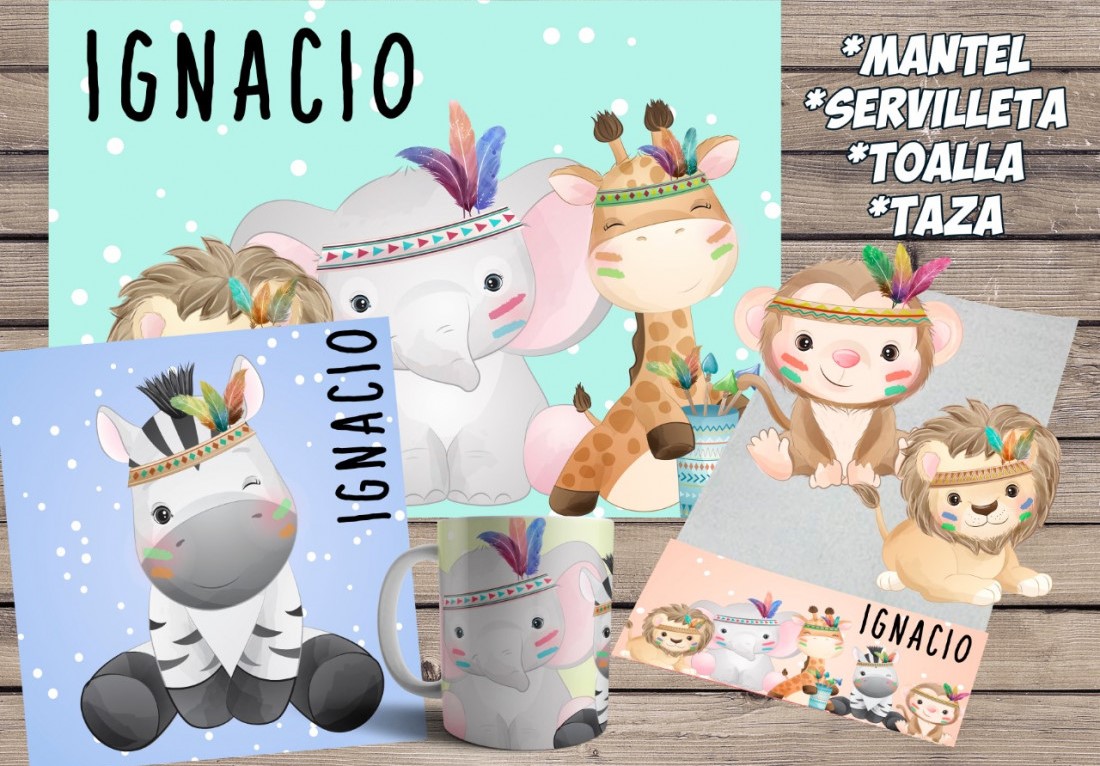 IGNACIO
*MANTEL
*SERVILLETA
*TOALLA
*TAZA
IGNACIO
IGNACIO